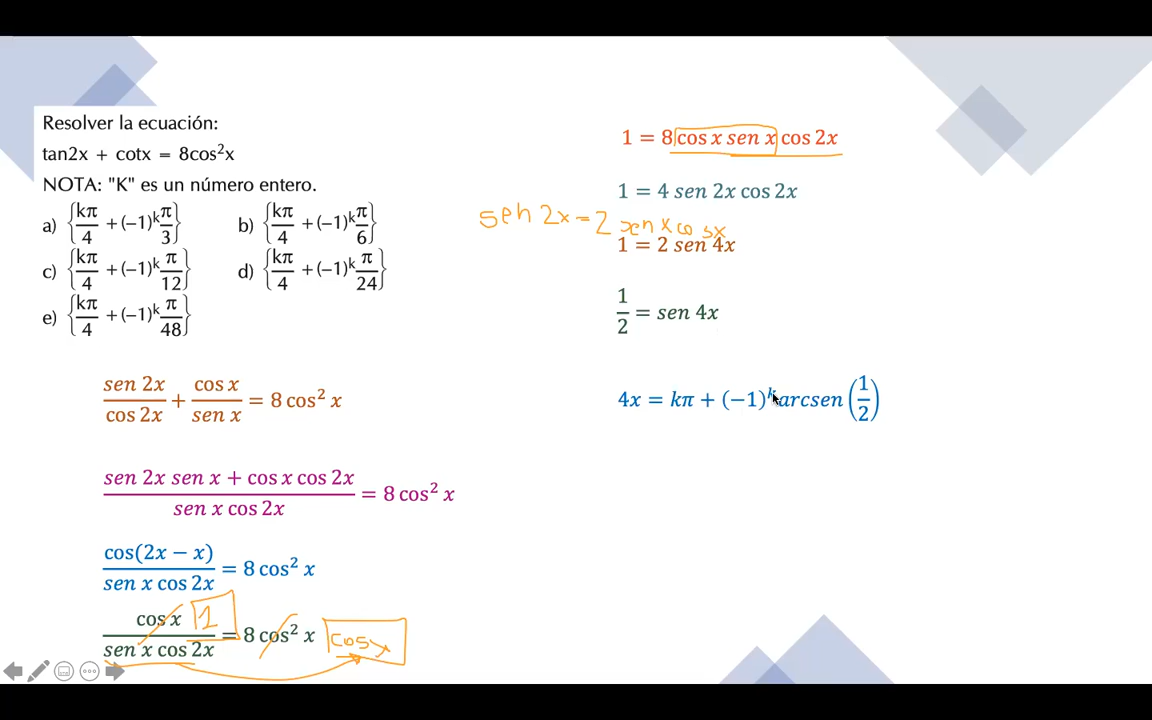 Resolver la ecuación:
tan2x + cotx = 8cos²x
NOTA: "K" es un número entero.
a) {kπ/4 +(-1)^k π/3} b) {kπ/4 +(-1)^k π/6}
c) {kπ/4 +(-1)^k π/12} d) {kπ/4 +(-1)^k π/24}
e) {kπ/4 +(-1)^k π/48}
sen 2x/cos 2x + cos x/sen x = 8 cos² x
(sen 2x sen x + cos x cos 2x)/(sen x cos 2x) = 8 cos² x
cos(2x − x)/(sen x cos 2x) = 8 cos² x
cos x/(sen x cos 2x) = 8 cos² x
1
cos x
1 = 8 cos x sen x cos 2x
1 = 4 sen 2x cos 2x
sen 2x = 2 sen x cos x
1 = 2 sen 4x
1/2 = sen 4x
4x = kπ + (−1)^k arcsen (1/2)